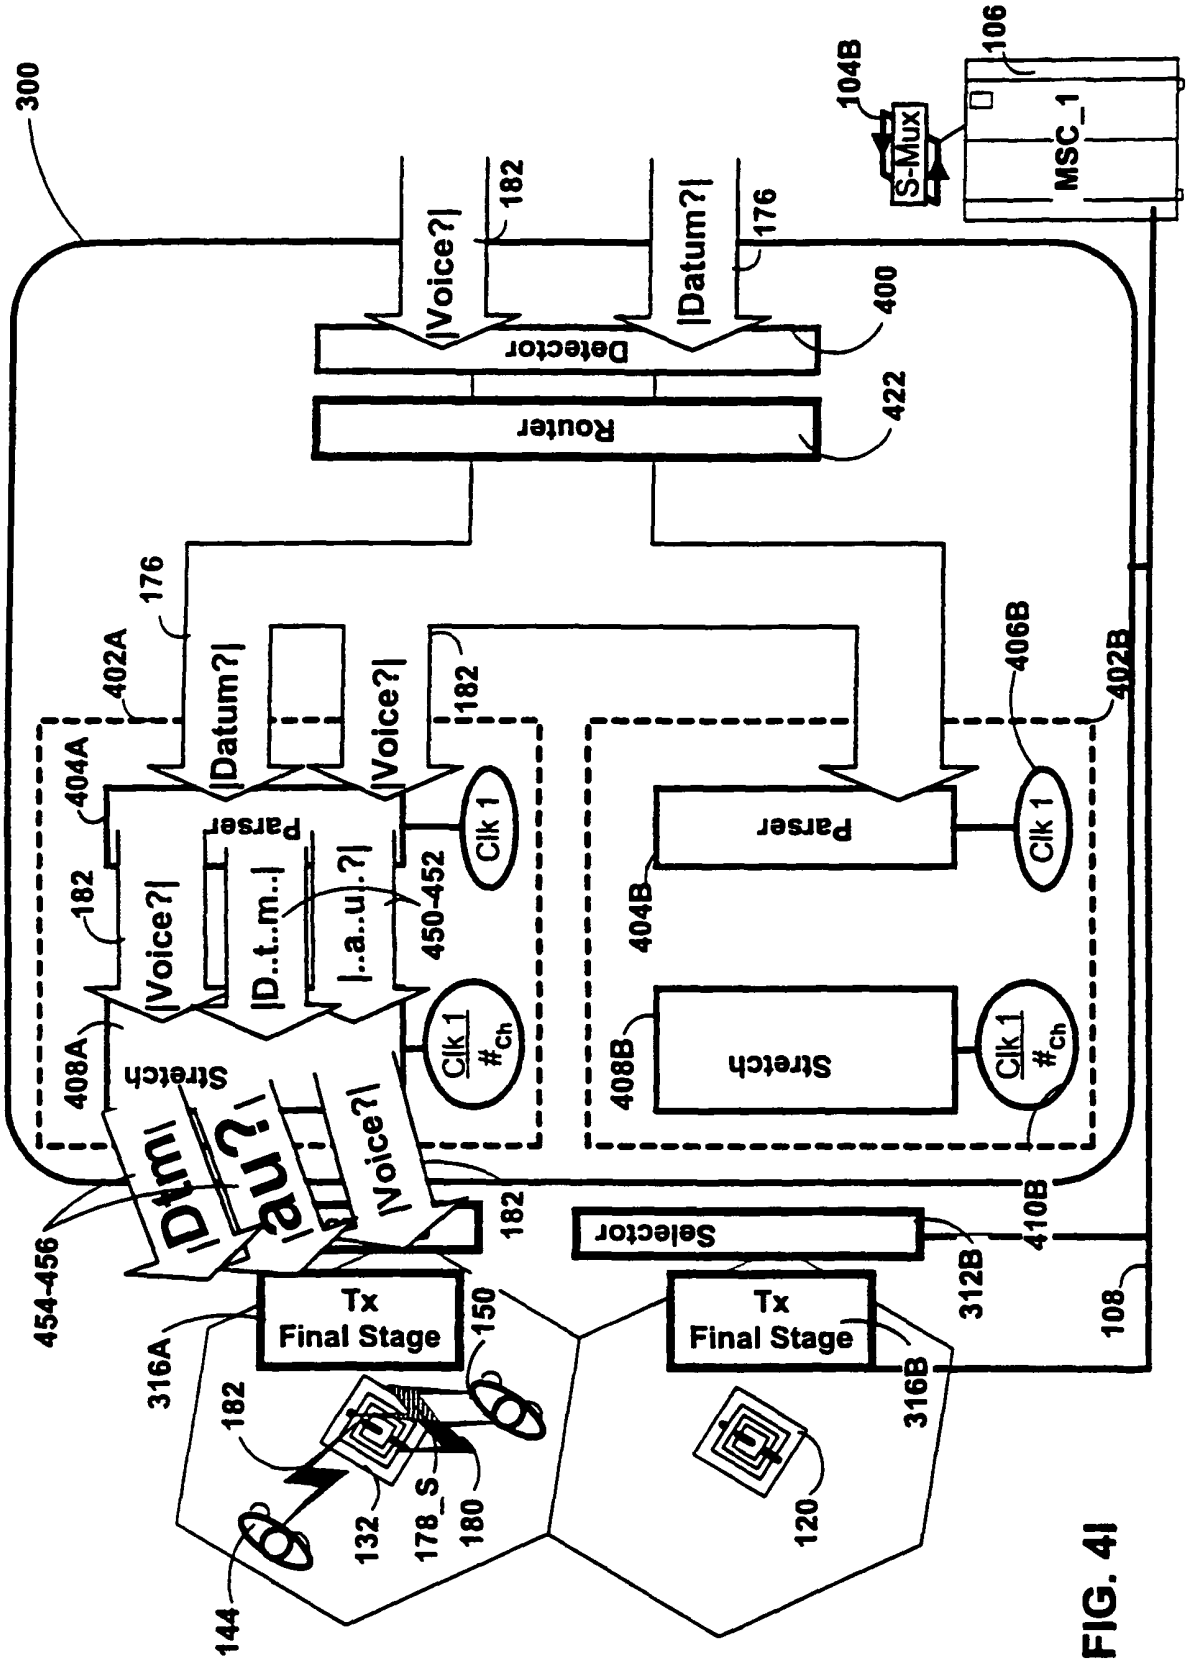 300
104B
S-Mux
106
MSC_1
|Voice?|
182
|Datum?|
176
Detector
400
Router
422
176
402A
|Datum?|
|Voice?|
182
406B
402B
404A
Parser
Clk 1
Parser
Clk 1
404B
182
|Voice?|
|D..t..m..|
|..a..u..?|
450-452
408A
Stretch
Clk 1
#Ch
408B
Stretch
Clk 1
#Ch
410B
|Dtm|
|au?|
|Voice?|
182
454-456
Selector
312B
316A
Tx
Final Stage
150
Tx
Final Stage
316B
108
182
132
178_S
180
144
120
FIG. 4I